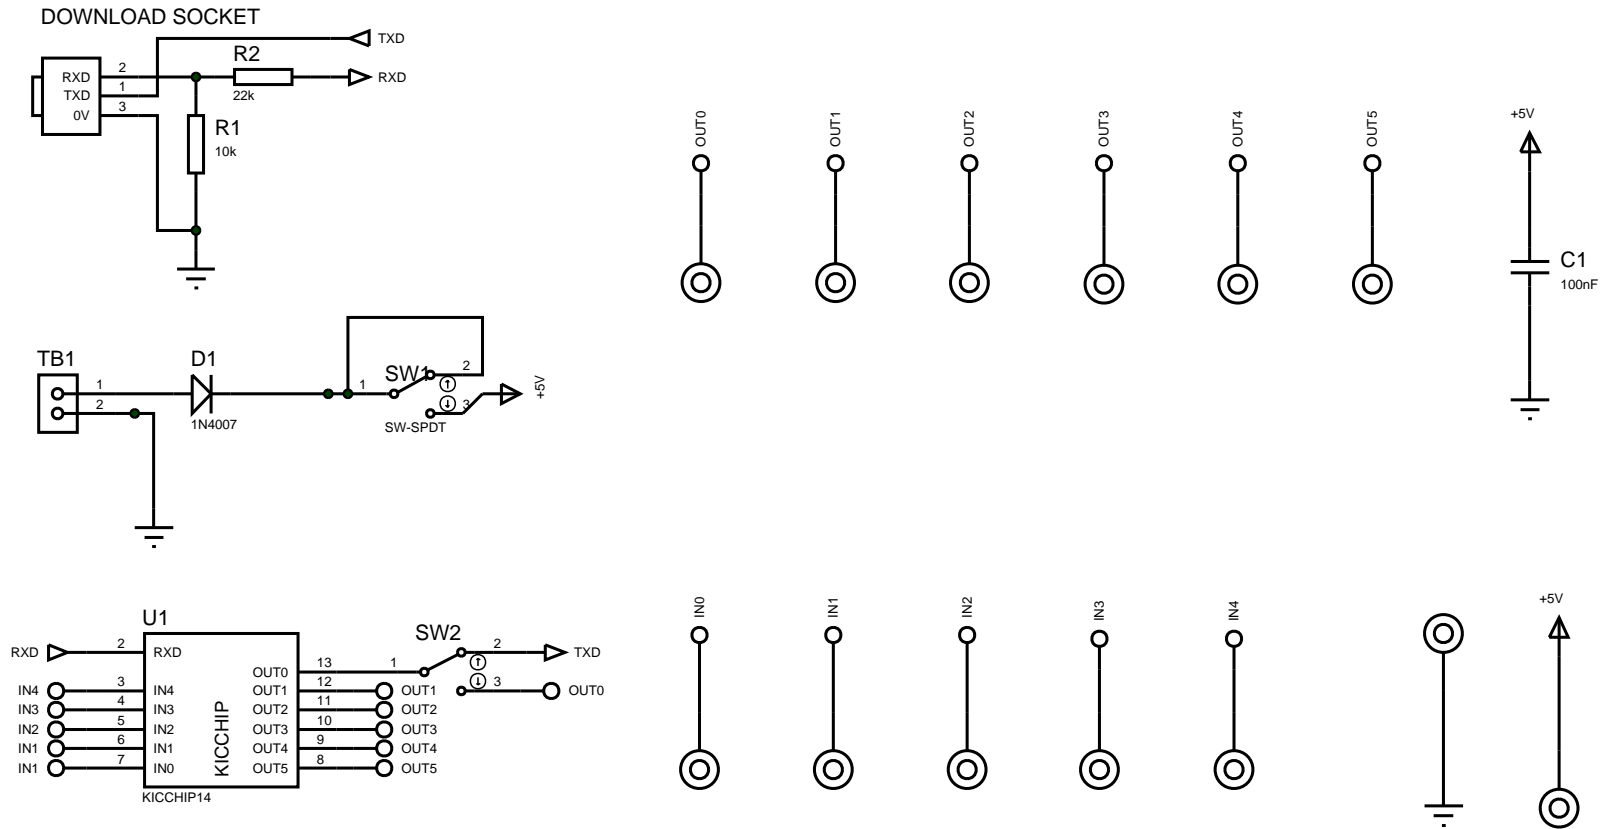 DOWNLOAD SOCKET
TXD
R2
RXD 2
RXD
TXD 1
22k
0V 3
R1
10k
OUT0 OUT1 OUT2 OUT3 OUT4 OUT5
+5V
C1
100nF
TB1
D1
1
2
1N4007
1 SW1 2
3
+5V
SW-SPDT
U1
SW2
RXD 2 RXD
OUT0 13 1 2 TXD
3 OUT0
IN4 3 IN4 OUT1 12 OUT1
IN3 4 IN3 OUT2 11 OUT2
IN2 5 IN2 OUT3 10 OUT3
IN1 6 IN1 OUT4 9 OUT4
IN1 7 IN0 OUT5 8 OUT5
KICCHIP
KICCHIP14
IN0 IN1 IN2 IN3 IN4
+5V